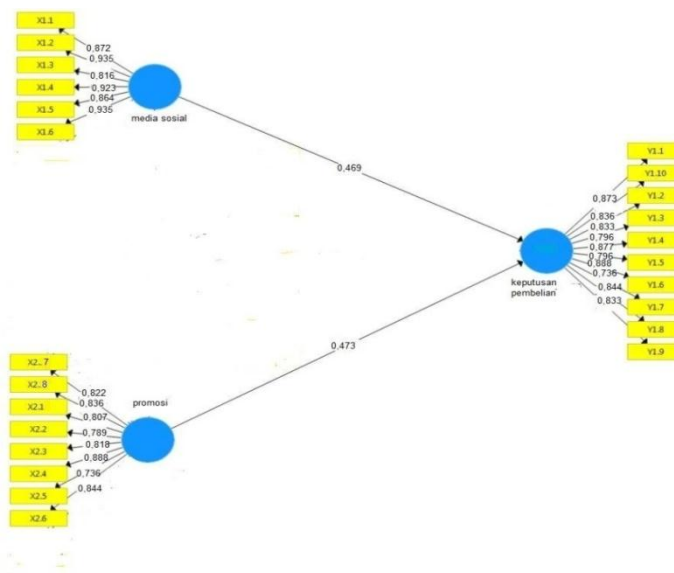 X1.1
X1.2
X1.3
X1.4
X1.5
X1.6
0,872
0,935
0,816
0,923
0,864
0,935
media sosial
0,469
Y1.1
Y1.10
Y1.2
Y1.3
Y1.4
Y1.5
Y1.6
Y1.7
Y1.8
Y1.9
0,873
0,836
0,833
0,796
0,877
0,796
0,888
0,736
0,844
0,833
keputusan
pembelian
0,473
X2..7
X2..8
X2.1
X2.2
X2.3
X2.4
X2.5
X2.6
0,822
0,836
0,807
0,789
0,818
0,888
0,736
0,844
promosi